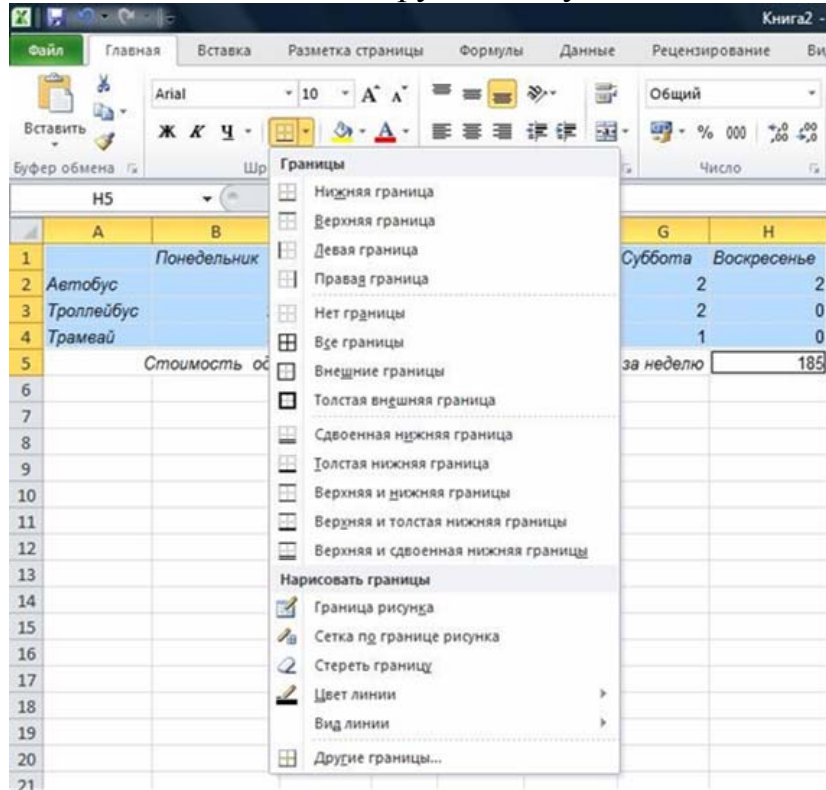 Книга2 -
Файл Главная Вставка Разметка страницы Формулы Данные Рецензирование
Вставить
Arial 10
Общий
Ж К Ч
% 000
Буфер обмена
Число
H5
Границы
Нижняя граница
Верхняя граница
Левая граница
Правая граница
Нет границы
Все границы
Внешние границы
Толстая внешняя граница
Сдвоенная нижняя граница
Толстая нижняя граница
Верхняя и нижняя границы
Верхняя и толстая нижняя границы
Верхняя и сдвоенная нижняя границы
Нарисовать границы
Граница рисунка
Сетка по границе рисунка
Стереть границу
Цвет линии
Вид линии
Другие границы...
A B G H
1 Понедельник Суббота Воскресенье
2 Автобус 2 2
3 Троллейбус 2 0
4 Трамвай 1 0
5 Стоимость за неделю 185
6
7
8
9
10
11
12
13
14
15
16
17
18
19
20
21